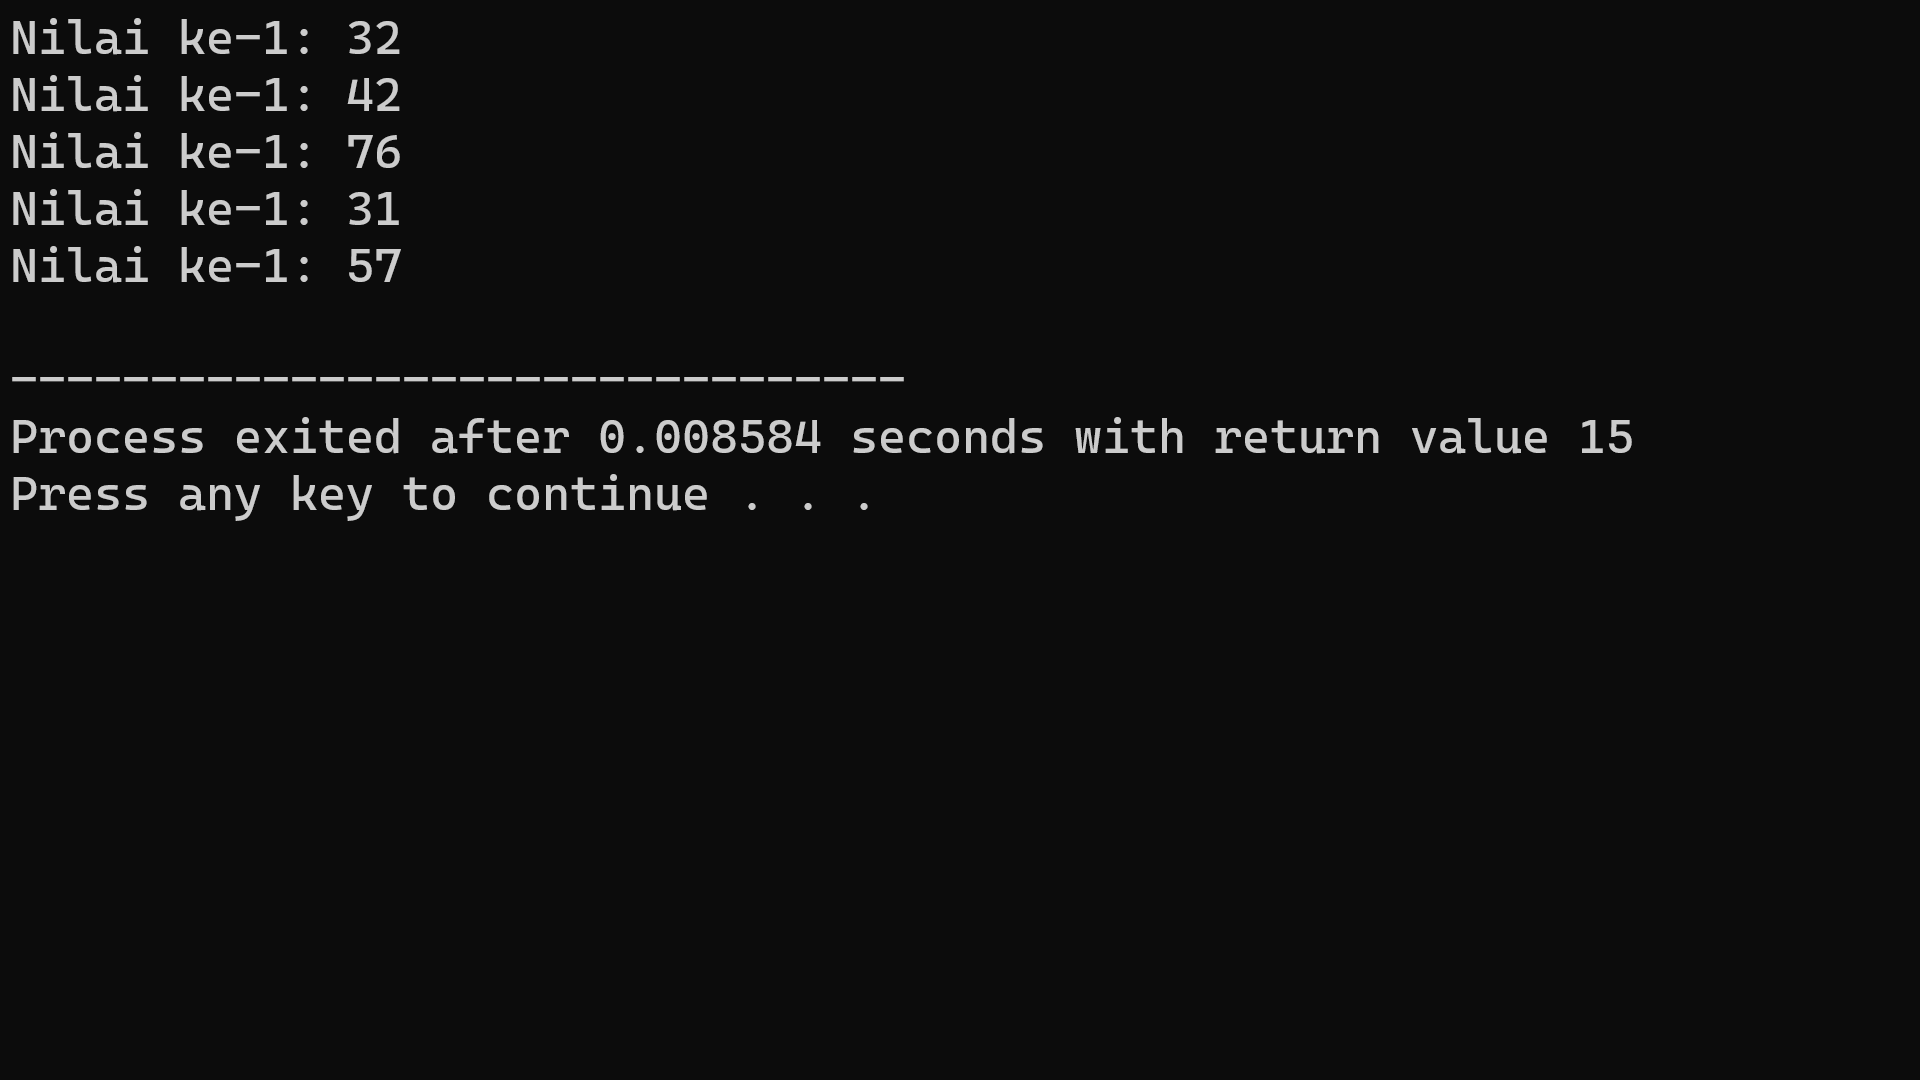 Nilai ke-1: 32
Nilai ke-1: 42
Nilai ke-1: 76
Nilai ke-1: 31
Nilai ke-1: 57
--------------------------------
Process exited after 0.008584 seconds with return value 15
Press any key to continue . . .